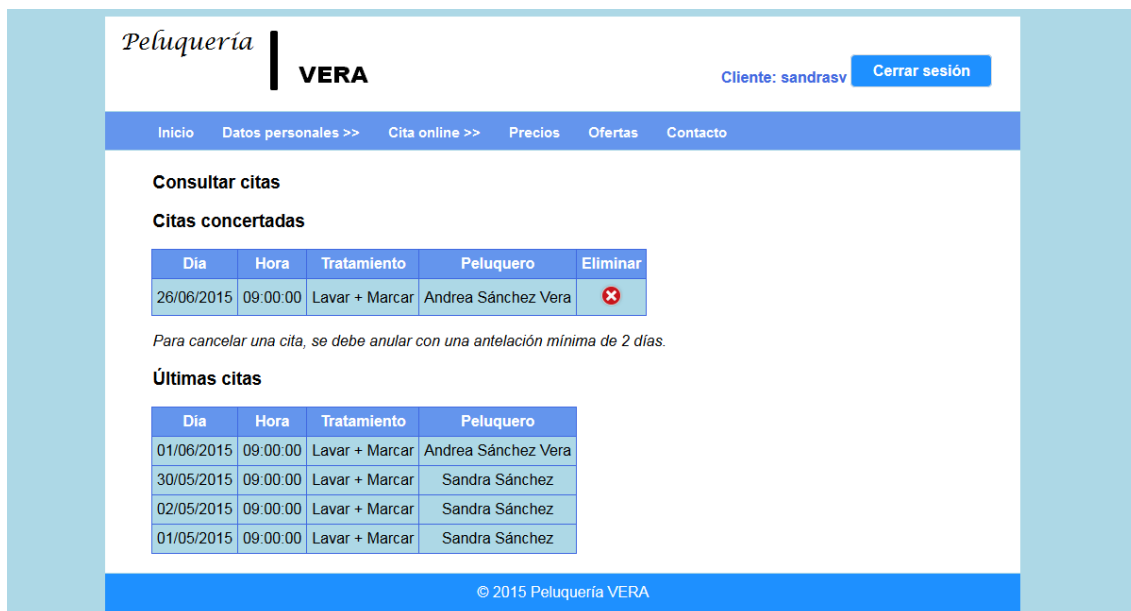 Peluquería
VERA
Cliente: sandrasv Cerrar sesión
Inicio Datos personales >> Cita online >> Precios Ofertas Contacto
Consultar citas
Citas concertadas
Día Hora Tratamiento Peluquero Eliminar
26/06/2015 09:00:00 Lavar + Marcar Andrea Sánchez Vera
Para cancelar una cita, se debe anular con una antelación mínima de 2 días.
Últimas citas
Día Hora Tratamiento Peluquero
01/06/2015 09:00:00 Lavar + Marcar Andrea Sánchez Vera
30/05/2015 09:00:00 Lavar + Marcar Sandra Sánchez
02/05/2015 09:00:00 Lavar + Marcar Sandra Sánchez
01/05/2015 09:00:00 Lavar + Marcar Sandra Sánchez
© 2015 Peluquería VERA